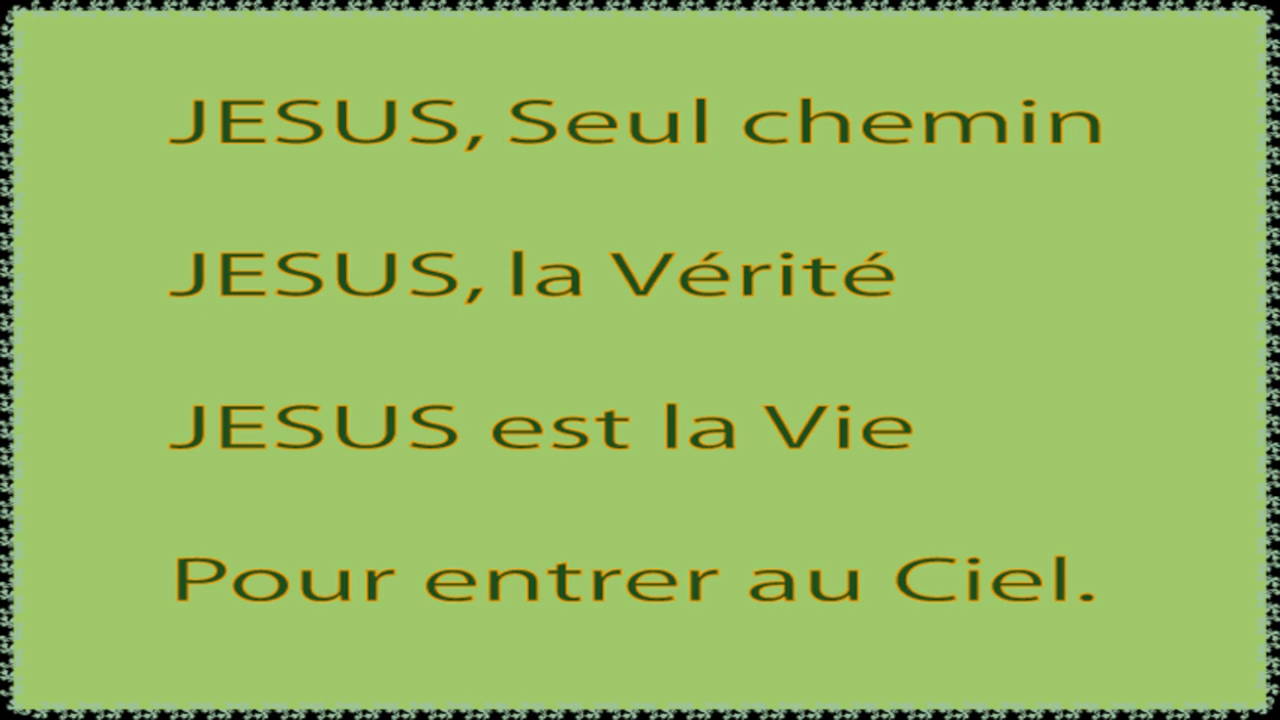 JESUS, Seul chemin
JESUS, la Vérité
JESUS est la Vie
Pour entrer au Ciel.